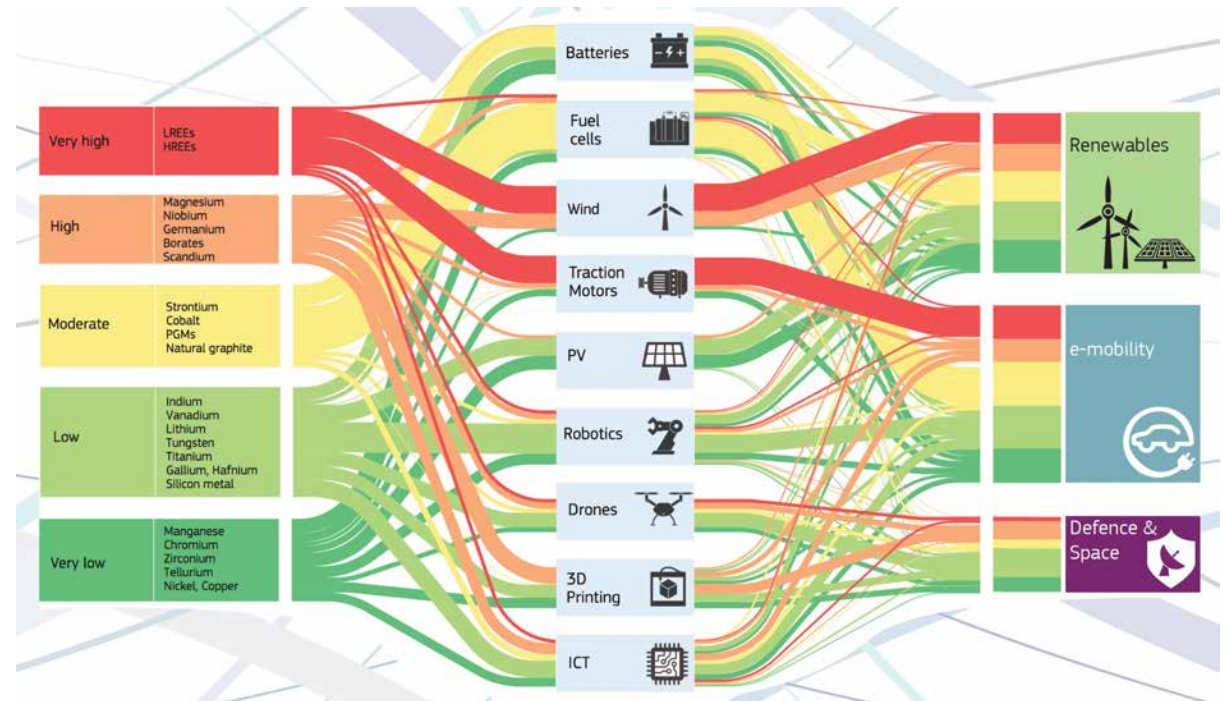 Very high
LREEs
HREEs
High
Magnesium
Niobium
Germanium
Borates
Scandium
Moderate
Strontium
Cobalt
PGMs
Natural graphite
Low
Indium
Vanadium
Lithium
Tungsten
Titanium
Gallium, Hafnium
Silicon metal
Very low
Manganese
Chromium
Zirconium
Tellurium
Nickel, Copper
Batteries
Fuel
cells
Wind
Traction
Motors
PV
Robotics
Drones
3D
Printing
ICT
Renewables
e-mobility
Defence &
Space